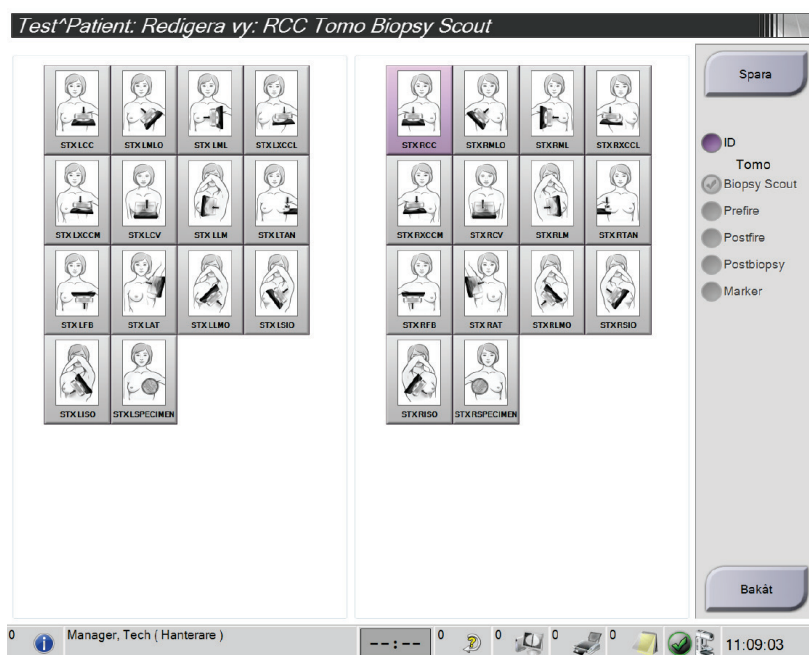 Test^Patient: Redigera vy: RCC Tomo Biopsy Scout
STX LCC STX LMLO STX LML STX LXCCL
STX LXCCM STX LCV STX LLM STX LTAN
STX LFB STX LAT STX LLMO STX LSIO
STX LISO STX LSPECIMEN
STX RCC STX RMLO STX RML STX RXCCL
STX RXCCM STX RCV STX RLM STX RTAN
STX RFB STX RAT STX RLMO STX RSIO
STX RISO STX RSPECIMEN
Spara
ID
Tomo
Biopsy Scout
Prefire
Postfire
Postbiopsy
Marker
Bakåt
0 Manager, Tech ( Hanterare ) --:-- 0 0 0 0 11:09:03